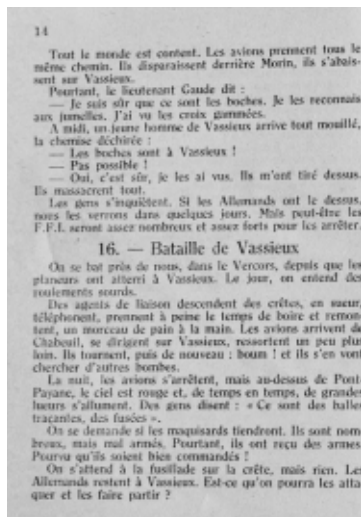 14
Tout le monde est content. Les avions prennent tous le
même chemin. Ils disparaissent derrière Morin, ils s'abais-
sent sur Vassieux.
Pourtant, le lieutenant Gaude dit :
— Je suis sûr que ce sont les boches. Je les reconnais
aux jumelles. J'ai vu les croix gammées.
A midi, un jeune homme de Vassieux arrive tout mouillé,
la chemise déchirée :
— Les boches sont à Vassieux !
— Pas possible !
— Oui, c'est sûr, je les ai vus. Ils m'ont tiré dessus.
Ils massacrent tout.
Les gens s'inquiètent. Si les Allemands ont le dessus,
nous les verrons dans quelques jours. Mais peut-être les
F.F.I. seront assez nombreux et assez forts pour les arrêter.
16. — Bataille de Vassieux
On se bat près de nous, dans le Vercors, depuis que les
planeurs ont atterri à Vassieux. Le jour, on entend des
roulements sourds.
Des agents de liaison descendent des crêtes, en sueur,
téléphonent, prennent à peine le temps de boire et remon-
tent, un morceau de pain à la main. Les avions arrivent de
Chabeuil, se dirigent sur Vassieux, ressortent un peu plus
loin. Ils tournent, puis de nouveau : boum ! et ils s'en vont
chercher d'autres bombes.
La nuit, les avions s'arrêtent, mais au-dessus de Pont-
Payane, le ciel est rouge et, de temps en temps, de grandes
lueurs s'allument. Des gens disent : « Ce sont des balles
traçantes, des fusées ».
On se demande si les maquisards tiendront. Ils sont nom-
breux, mais mal armés. Pourtant, ils ont reçu des armes.
Pourvu qu'ils soient bien commandés !
On s'attend à la fusillade sur la crête, mais rien. Les
Allemands restent à Vassieux. Est-ce qu'on pourra les atta-
quer et les faire partir ?